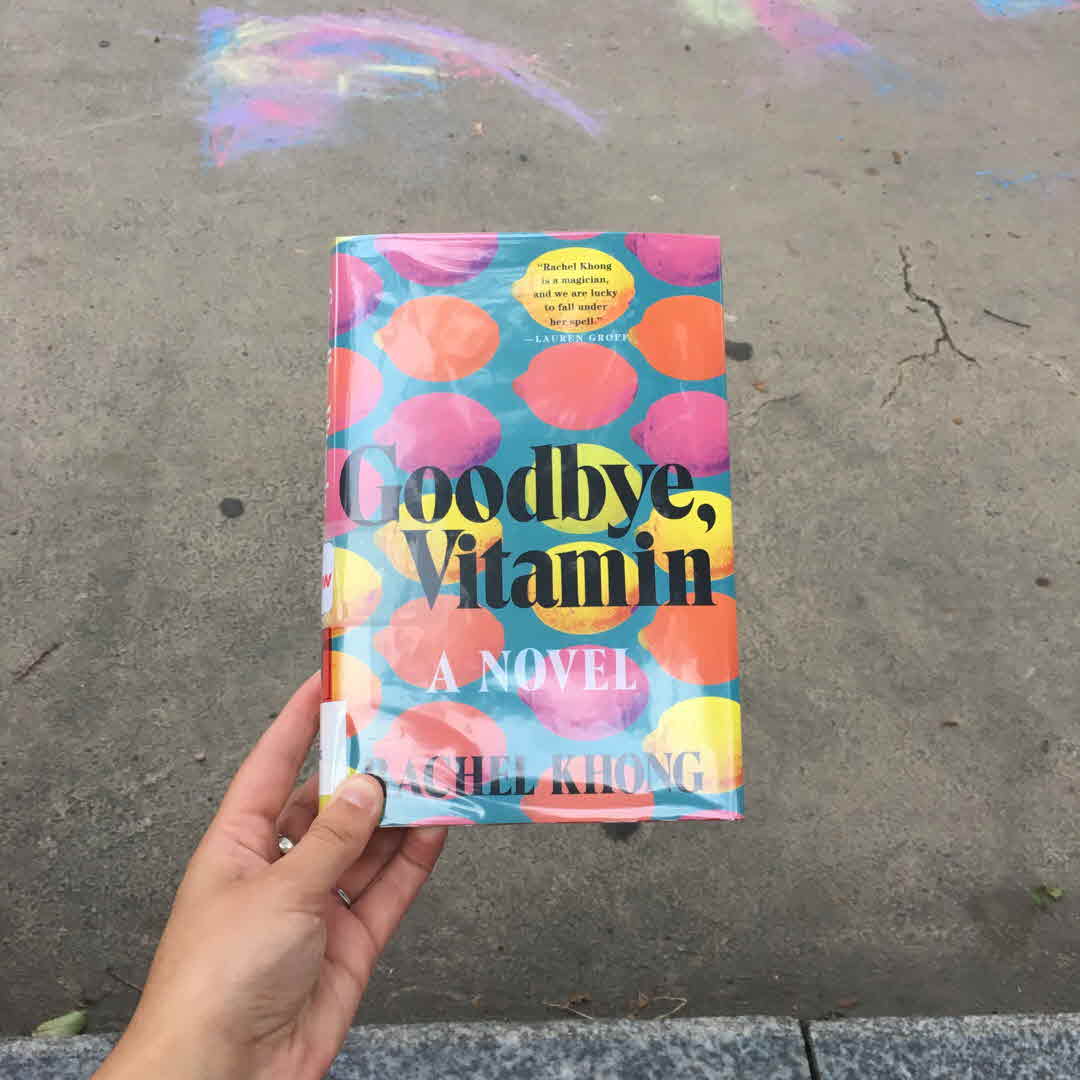 “Rachel Khong
is a magician,
and we are lucky
to fall under
her spell.”
—LAUREN GROFF
Goodbye,
Vitamin
A NOVEL
RACHEL KHONG